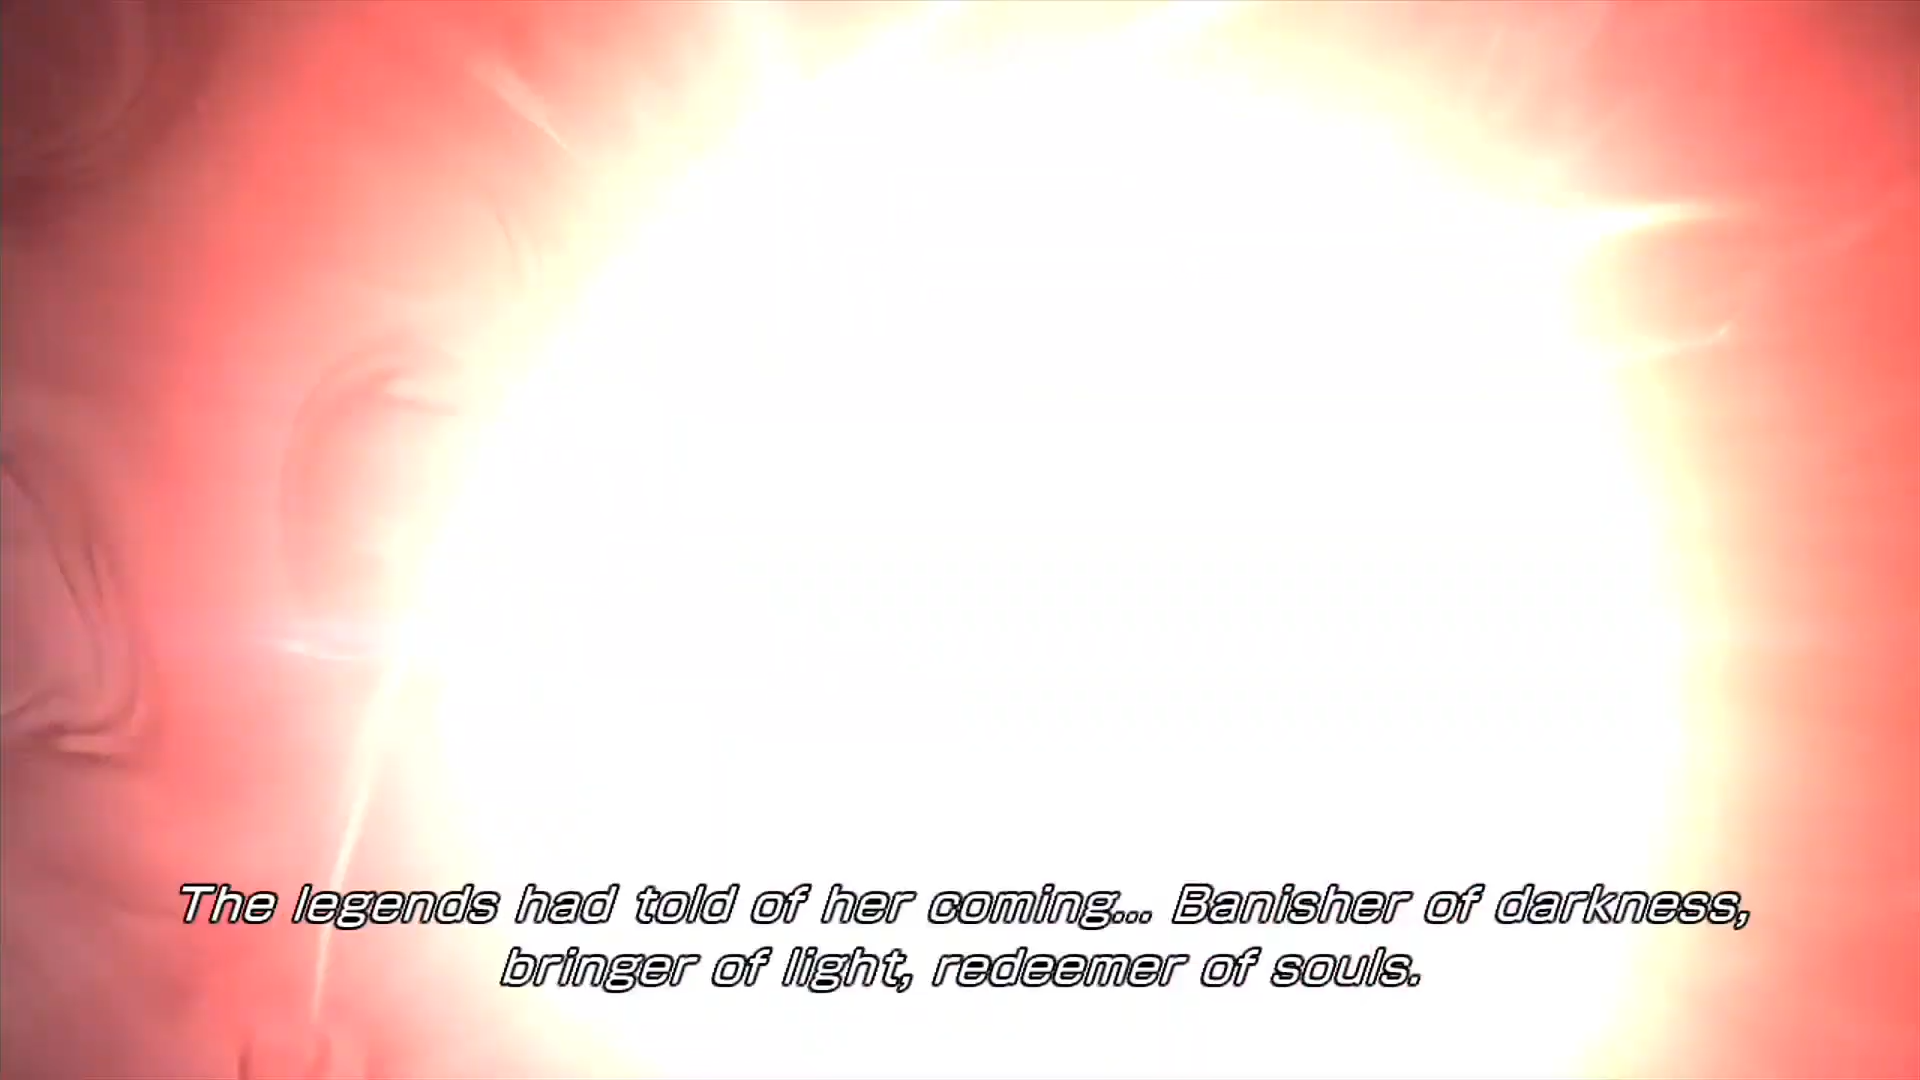 The legends had told of her coming... Banisher of darkness,
bringer of light, redeemer of souls.